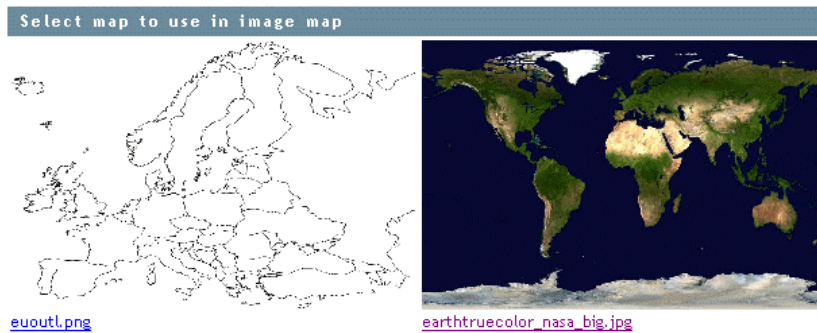 Select map to use in image map
euoutl.png
earthtruecolor_nasa_big.jpg